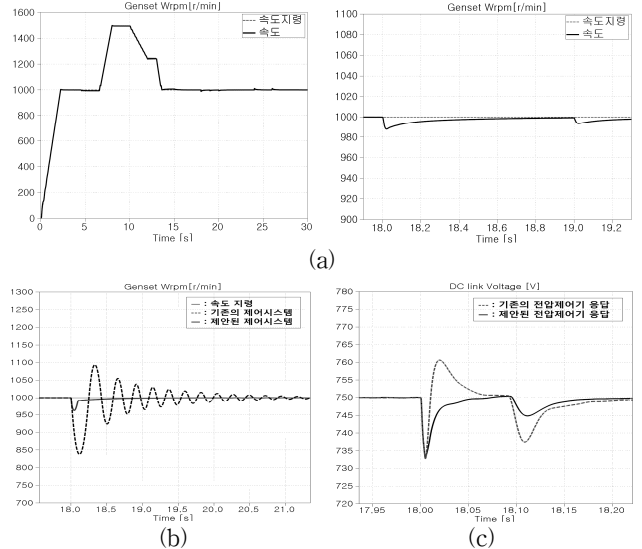 Genset Wrpm[r/min]
속도지령
속도
1600
1400
1200
1000
800
600
400
200
0
0 5 10 15 20 25 30
Time [s]
Genset Wrpm[r/min]
속도지령
속도
1100
1080
1060
1040
1020
1000
980
960
940
920
900
18.0 18.2 18.4 18.6 18.8 19.0 19.2
Time [s]
(a)
Genset Wrpm[r/min]
: 속도 지령
: 기존의 제어시스템
: 제안된 제어시스템
1300
1250
1200
1150
1100
1050
1000
950
900
850
800
750
700
18.0 18.5 19.0 19.5 20.0 20.5 21.0
Time [s]
(b)
DC link Voltage [V]
: 기존의 전압제어기 응답
: 제안된 전압제어기 응답
780
775
770
765
760
755
750
745
740
735
730
725
720
17.95 18.00 18.05 18.10 18.15 18.20
Time [s]
(c)